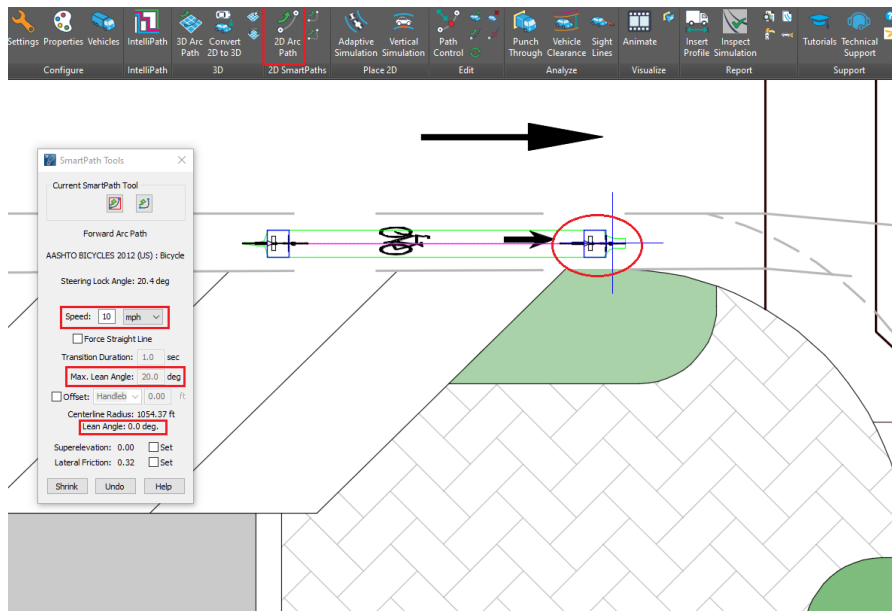 Settings Properties Vehicles IntelliPath 3D Arc Path Convert 2D to 3D 2D Arc Path Adaptive Simulation Vertical Simulation Path Control Punch Through Vehicle Clearance Sight Lines Animate Insert Profile Inspect Simulation Tutorials Technical Support
Configure IntelliPath 3D 2D SmartPaths Place 2D Edit Analyze Visualize Report Support
SmartPath Tools
Current SmartPath Tool
Forward Arc Path
AASHTO BICYCLES 2012 (US) : Bicycle
Steering Lock Angle: 20.4 deg
Speed: 10 mph
Force Straight Line
Transition Duration: 1.0 sec
Max. Lean Angle: 20.0 deg
Offset: Handleb 0.00 ft
Centerline Radius: 1054.37 ft
Lean Angle: 0.0 deg.
Superelevation: 0.00 Set
Lateral Friction: 0.32 Set
Shrink Undo Help